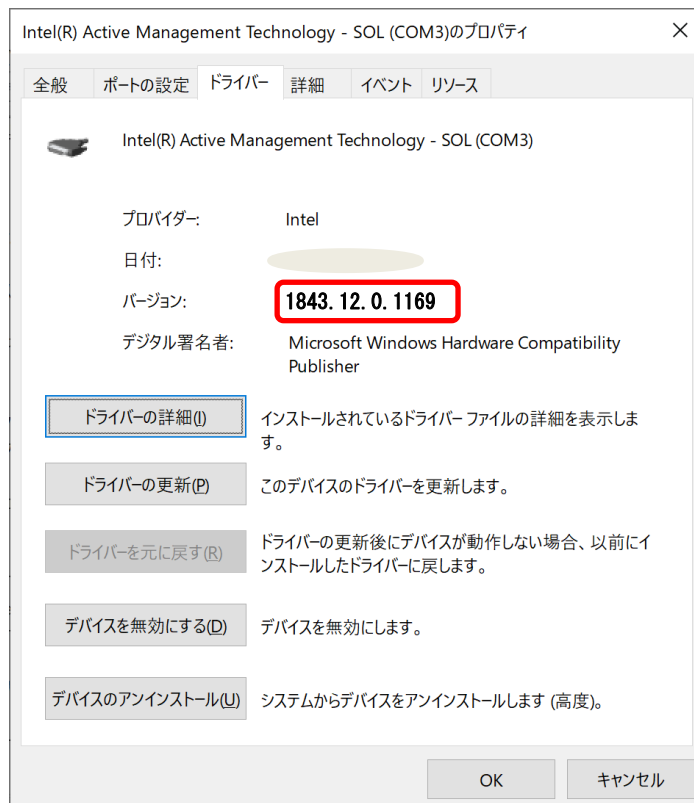 Intel(R) Active Management Technology - SOL (COM3)のプロパティ
全般 ポートの設定 ドライバー 詳細 イベント リソース
Intel(R) Active Management Technology - SOL (COM3)
プロバイダー: Intel
日付:
バージョン: 1843.12.0.1169
デジタル署名者: Microsoft Windows Hardware Compatibility
Publisher
ドライバーの詳細(I) インストールされているドライバー ファイルの詳細を表示しま
す。
ドライバーの更新(P) このデバイスのドライバーを更新します。
ドライバーを元に戻す(R) ドライバーの更新後にデバイスが動作しない場合、以前にイ
ンストールしたドライバーに戻します。
デバイスを無効にする(D) デバイスを無効にします。
デバイスのアンインストール(U) システムからデバイスをアンインストールします (高度)。
OK キャンセル